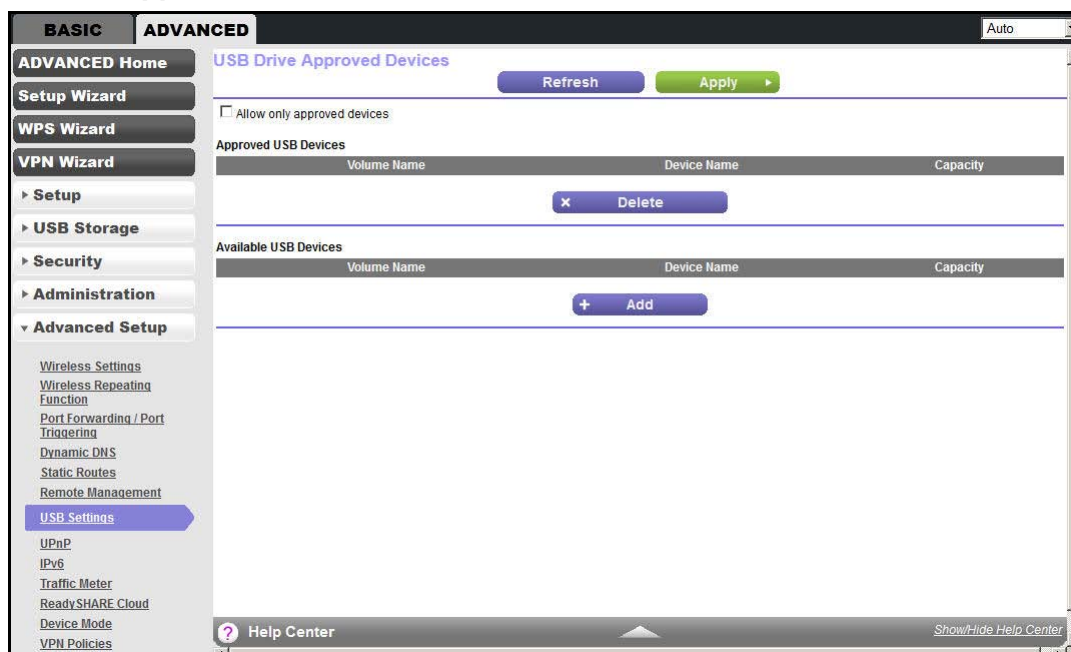 BASIC ADVANCED Auto
ADVANCED Home
Setup Wizard
WPS Wizard
VPN Wizard
Setup
USB Storage
Security
Administration
Advanced Setup
Wireless Settings
Wireless Repeating
Function
Port Forwarding / Port
Triggering
Dynamic DNS
Static Routes
Remote Management
USB Settings
UPnP
IPv6
Traffic Meter
ReadySHARE Cloud
Device Mode
VPN Policies
USB Drive Approved Devices
Refresh Apply
Allow only approved devices
Approved USB Devices
Volume Name Device Name Capacity
× Delete
Available USB Devices
Volume Name Device Name Capacity
+ Add
? Help Center Show/Hide Help Center